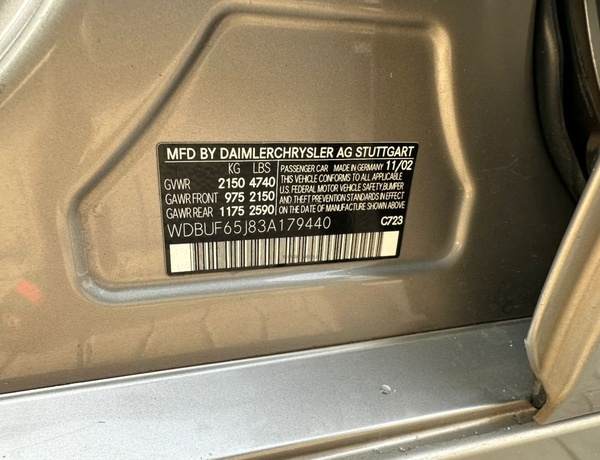 MFD BY DAIMLERCHRYSLER AG STUTTGART
KG LBS
GVWR 2150 4740
GAWR FRONT 975 2150
GAWR REAR 1175 2590
PASSENGER CAR MADE IN GERMANY 11/02
THIS VEHICLE CONFORMS TO ALL APPLICABLE
U.S. FEDERAL MOTOR VEHICLE SAFETY, BUMPER
AND THEFT PREVENTION STANDARDS IN EFFECT
ON THE DATE OF MANUFACTURE SHOWN ABOVE
WDBUF65J83A179440
C723